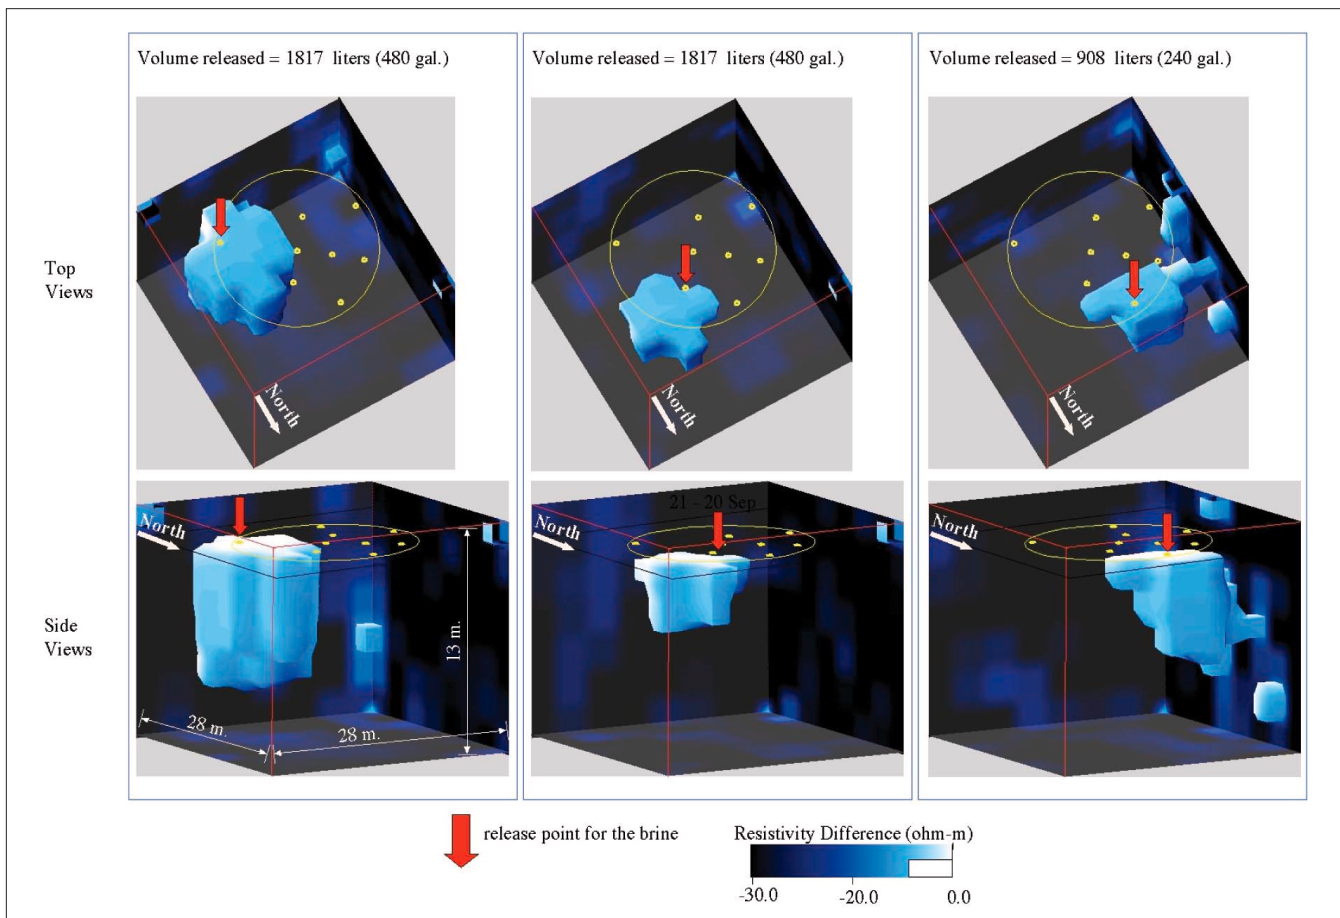 Volume released = 1817 liters (480 gal.)
Volume released = 1817 liters (480 gal.)
Volume released = 908 liters (240 gal.)
Top
Views
North
North
North
Side
Views
North
13 m.
28 m.
28 m.
21 - 20 Sep
North
North
release point for the brine
Resistivity Difference (ohm-m)
-30.0
-20.0
0.0